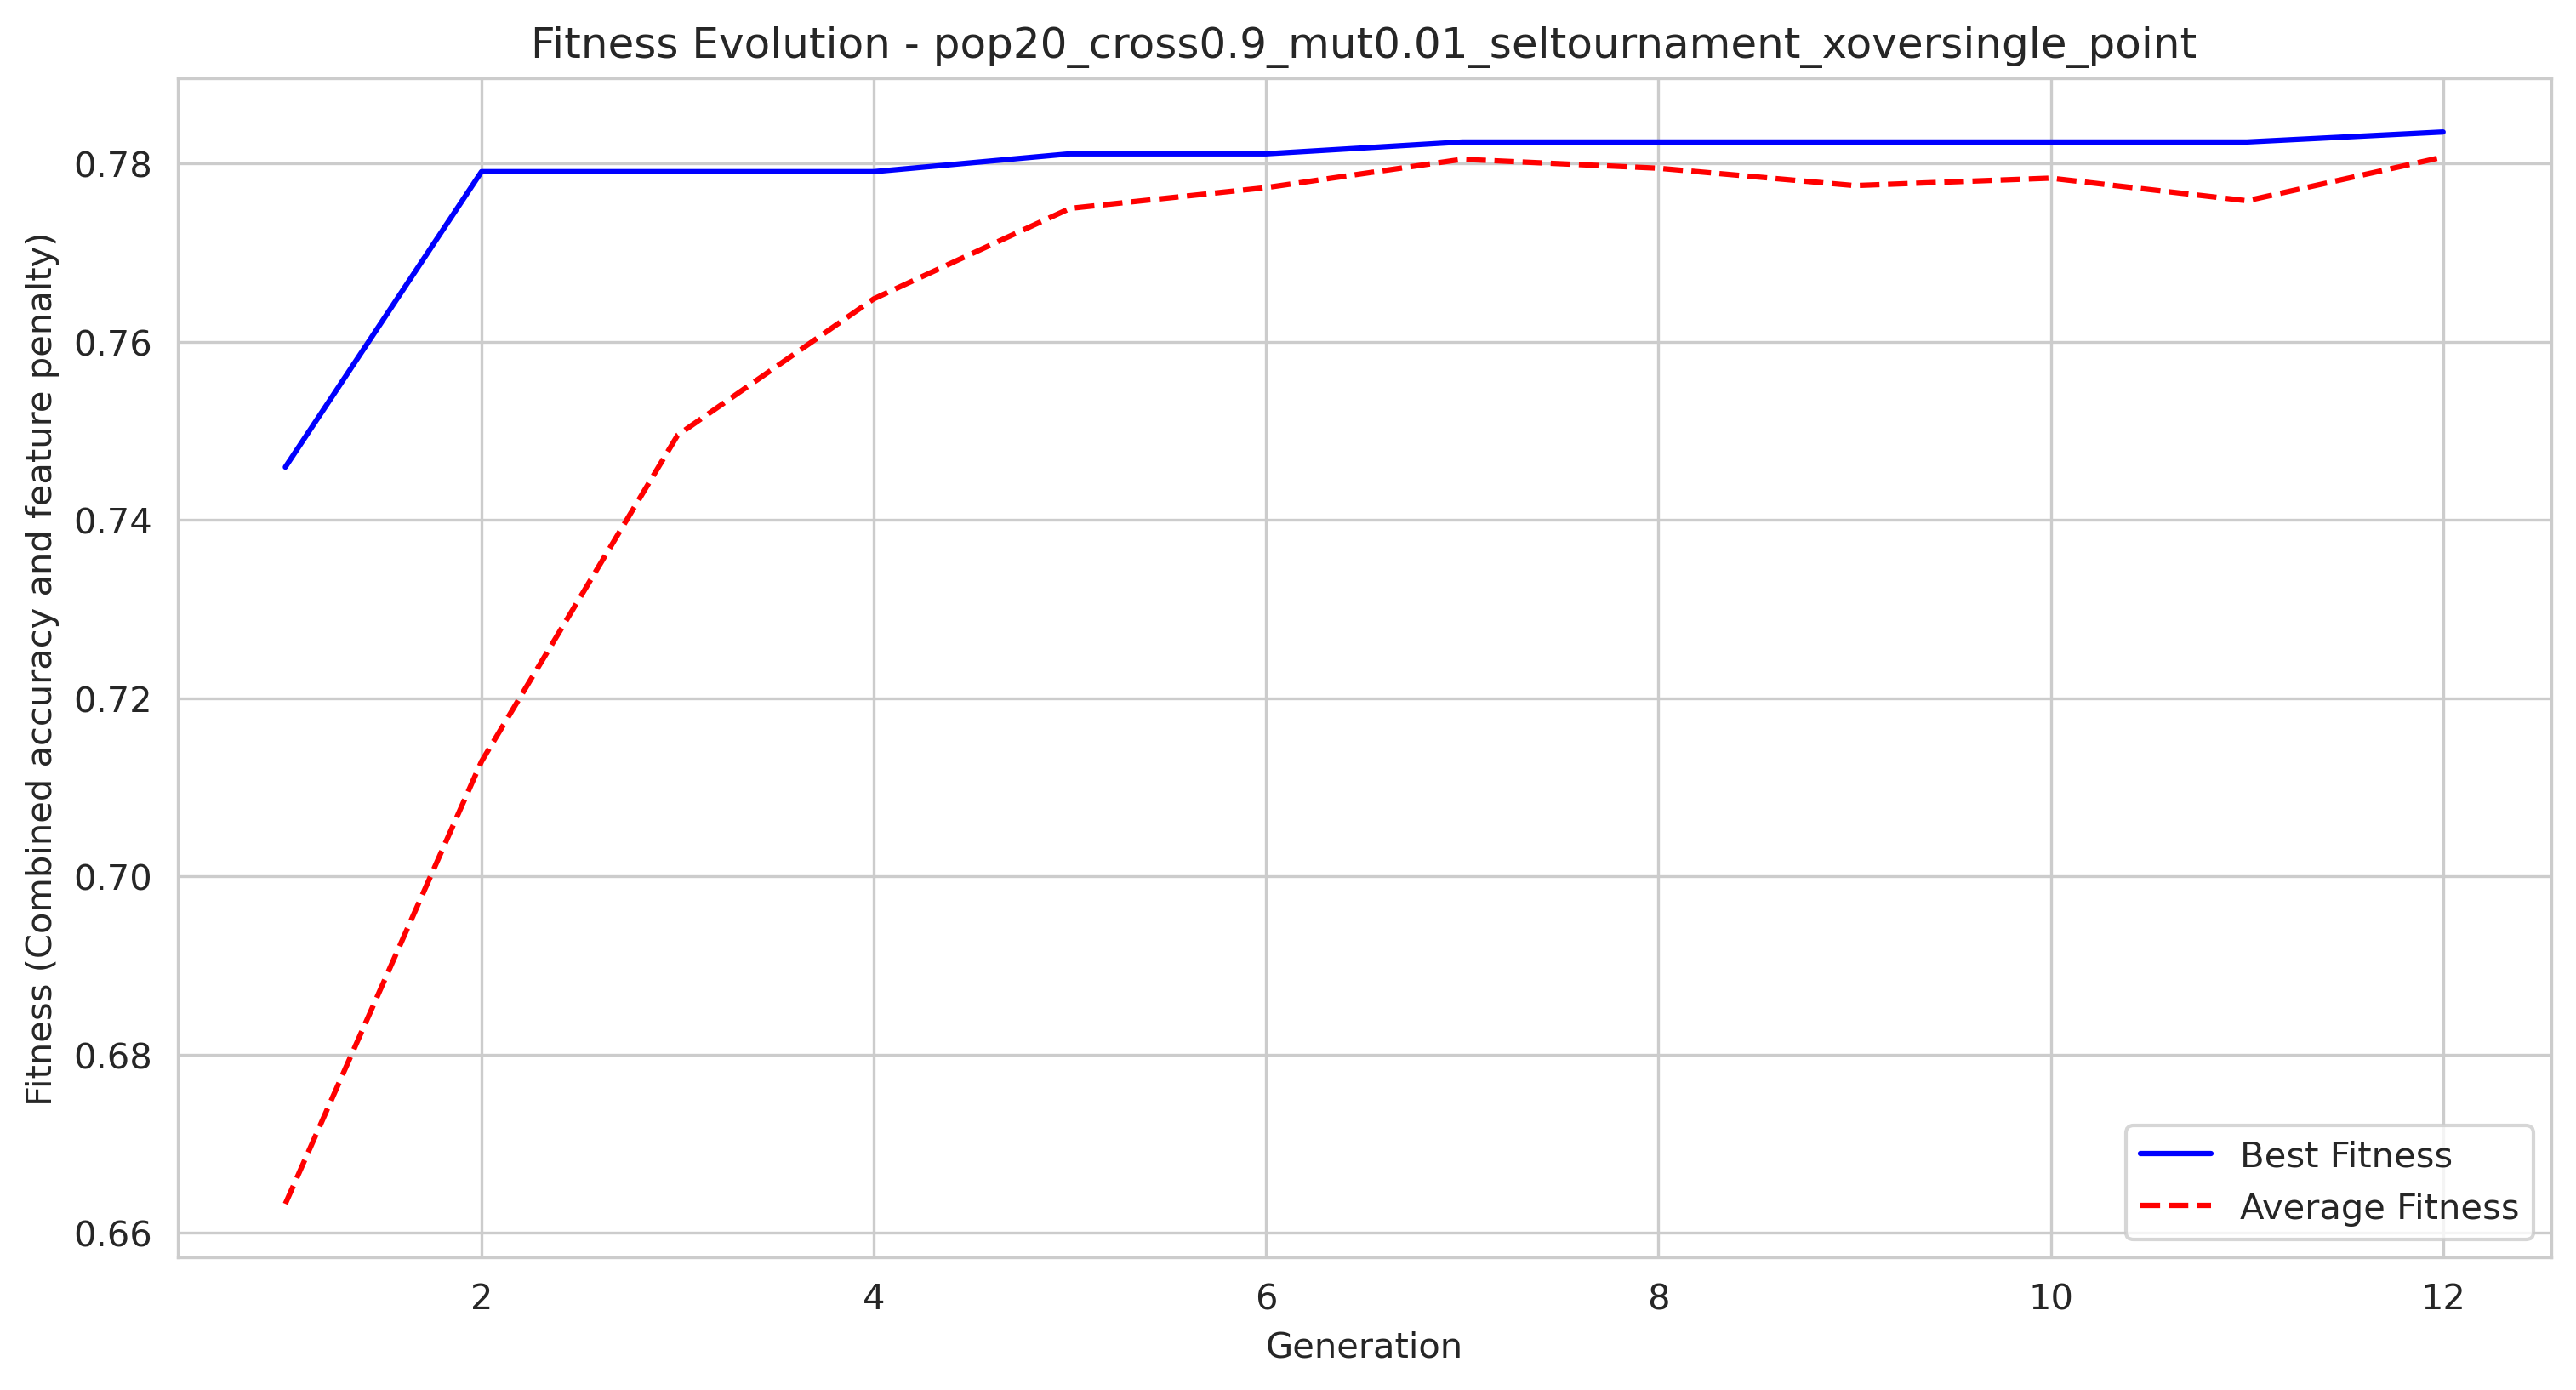 Fitness Evolution - pop20_cross0.9_mut0.01_seltournament_xoversingle_point
Fitness (Combined accuracy and feature penalty)
0.78
0.76
0.74
0.72
0.70
0.68
0.66
2 4 6 8 10 12
Generation
Best Fitness
Average Fitness